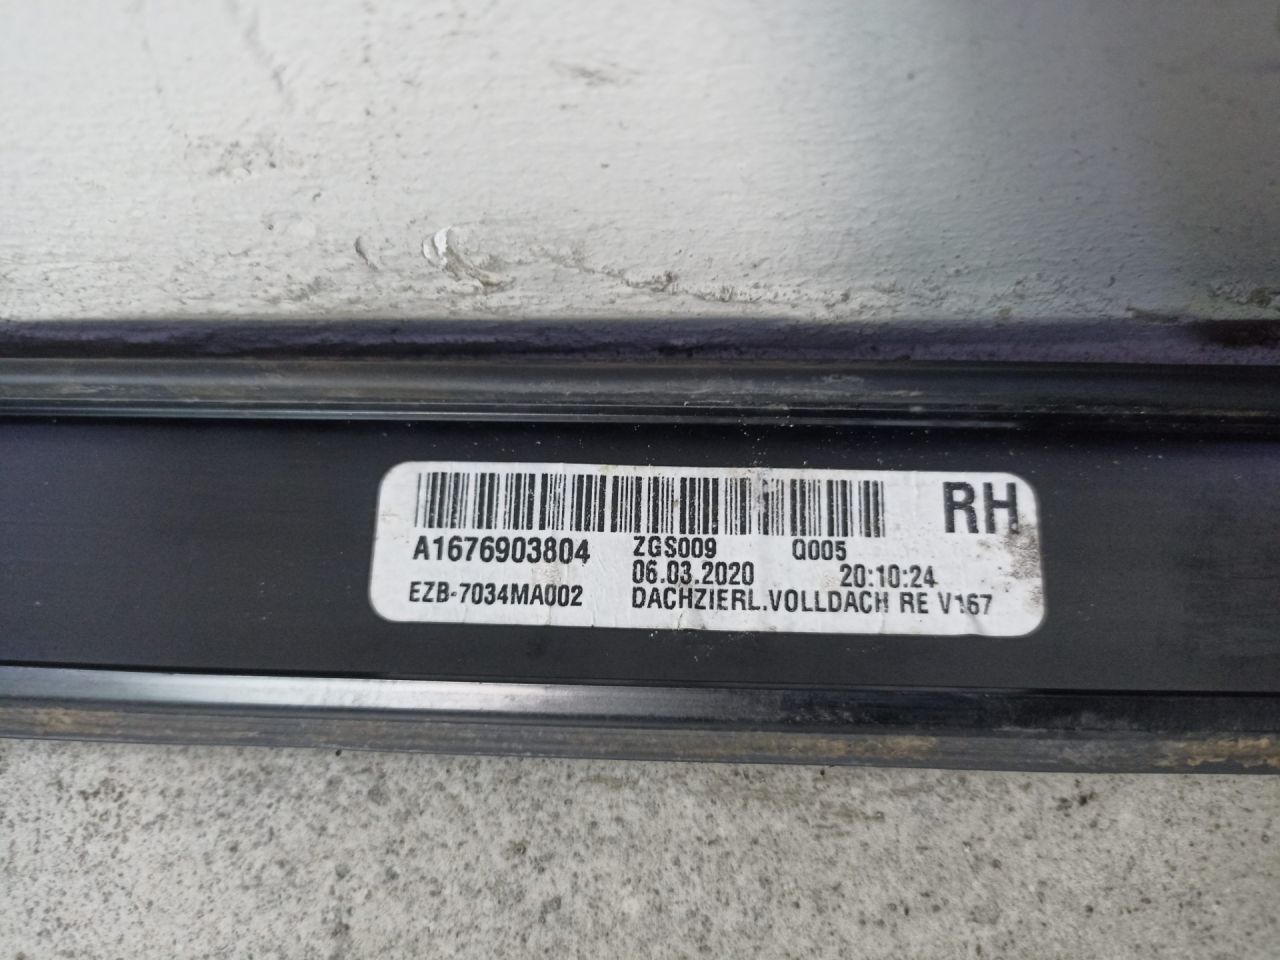 RH
A1676903804 ZGS009 Q005
06.03.2020 20:10:24
EZB-7034MA002 DACHZIERL.VOLLDACH RE V167